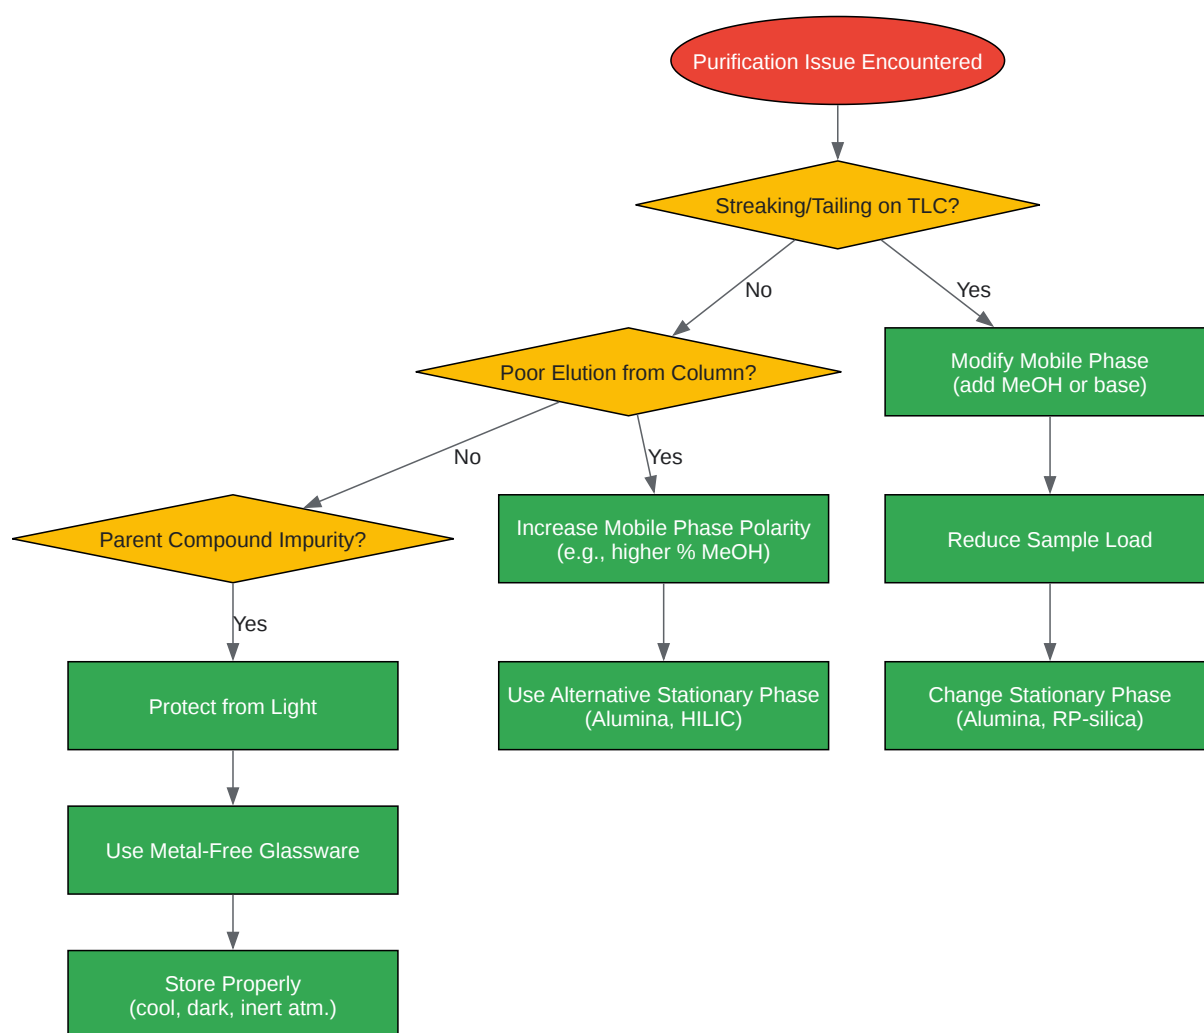 Purification Issue Encountered
Streaking/Tailing on TLC?
No
Yes
Poor Elution from Column?
Modify Mobile Phase
(add MeOH or base)
No
Yes
Parent Compound Impurity?
Increase Mobile Phase Polarity
(e.g., higher % MeOH)
Reduce Sample Load
Yes
Protect from Light
Use Alternative Stationary Phase
(Alumina, HILIC)
Change Stationary Phase
(Alumina, RP-silica)
Use Metal-Free Glassware
Store Properly
(cool, dark, inert atm.)